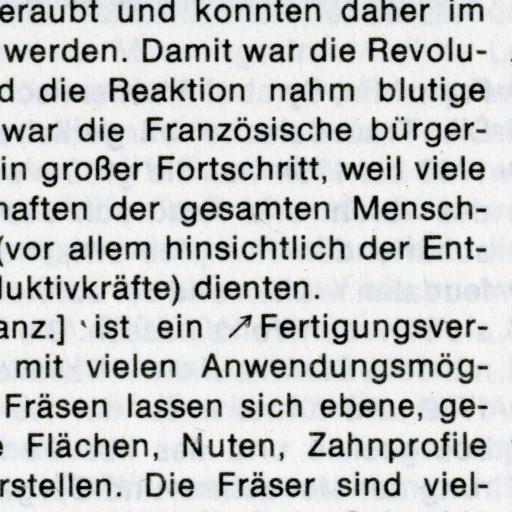 eraubt und konnten daher im
werden. Damit war die Revolu-
d die Reaktion nahm blutige
war die Französische bürger-
in großer Fortschritt, weil viele
haften der gesamten Mensch-
(vor allem hinsichtlich der Ent-
luktivkräfte) dienten.
anz] ist ein ↗Fertigungsver-
mit vielen Anwendungsmög-
Fräsen lassen sich ebene, ge-
Flächen, Nuten, Zahnprofile
rstellen. Die Fräser sind viel-